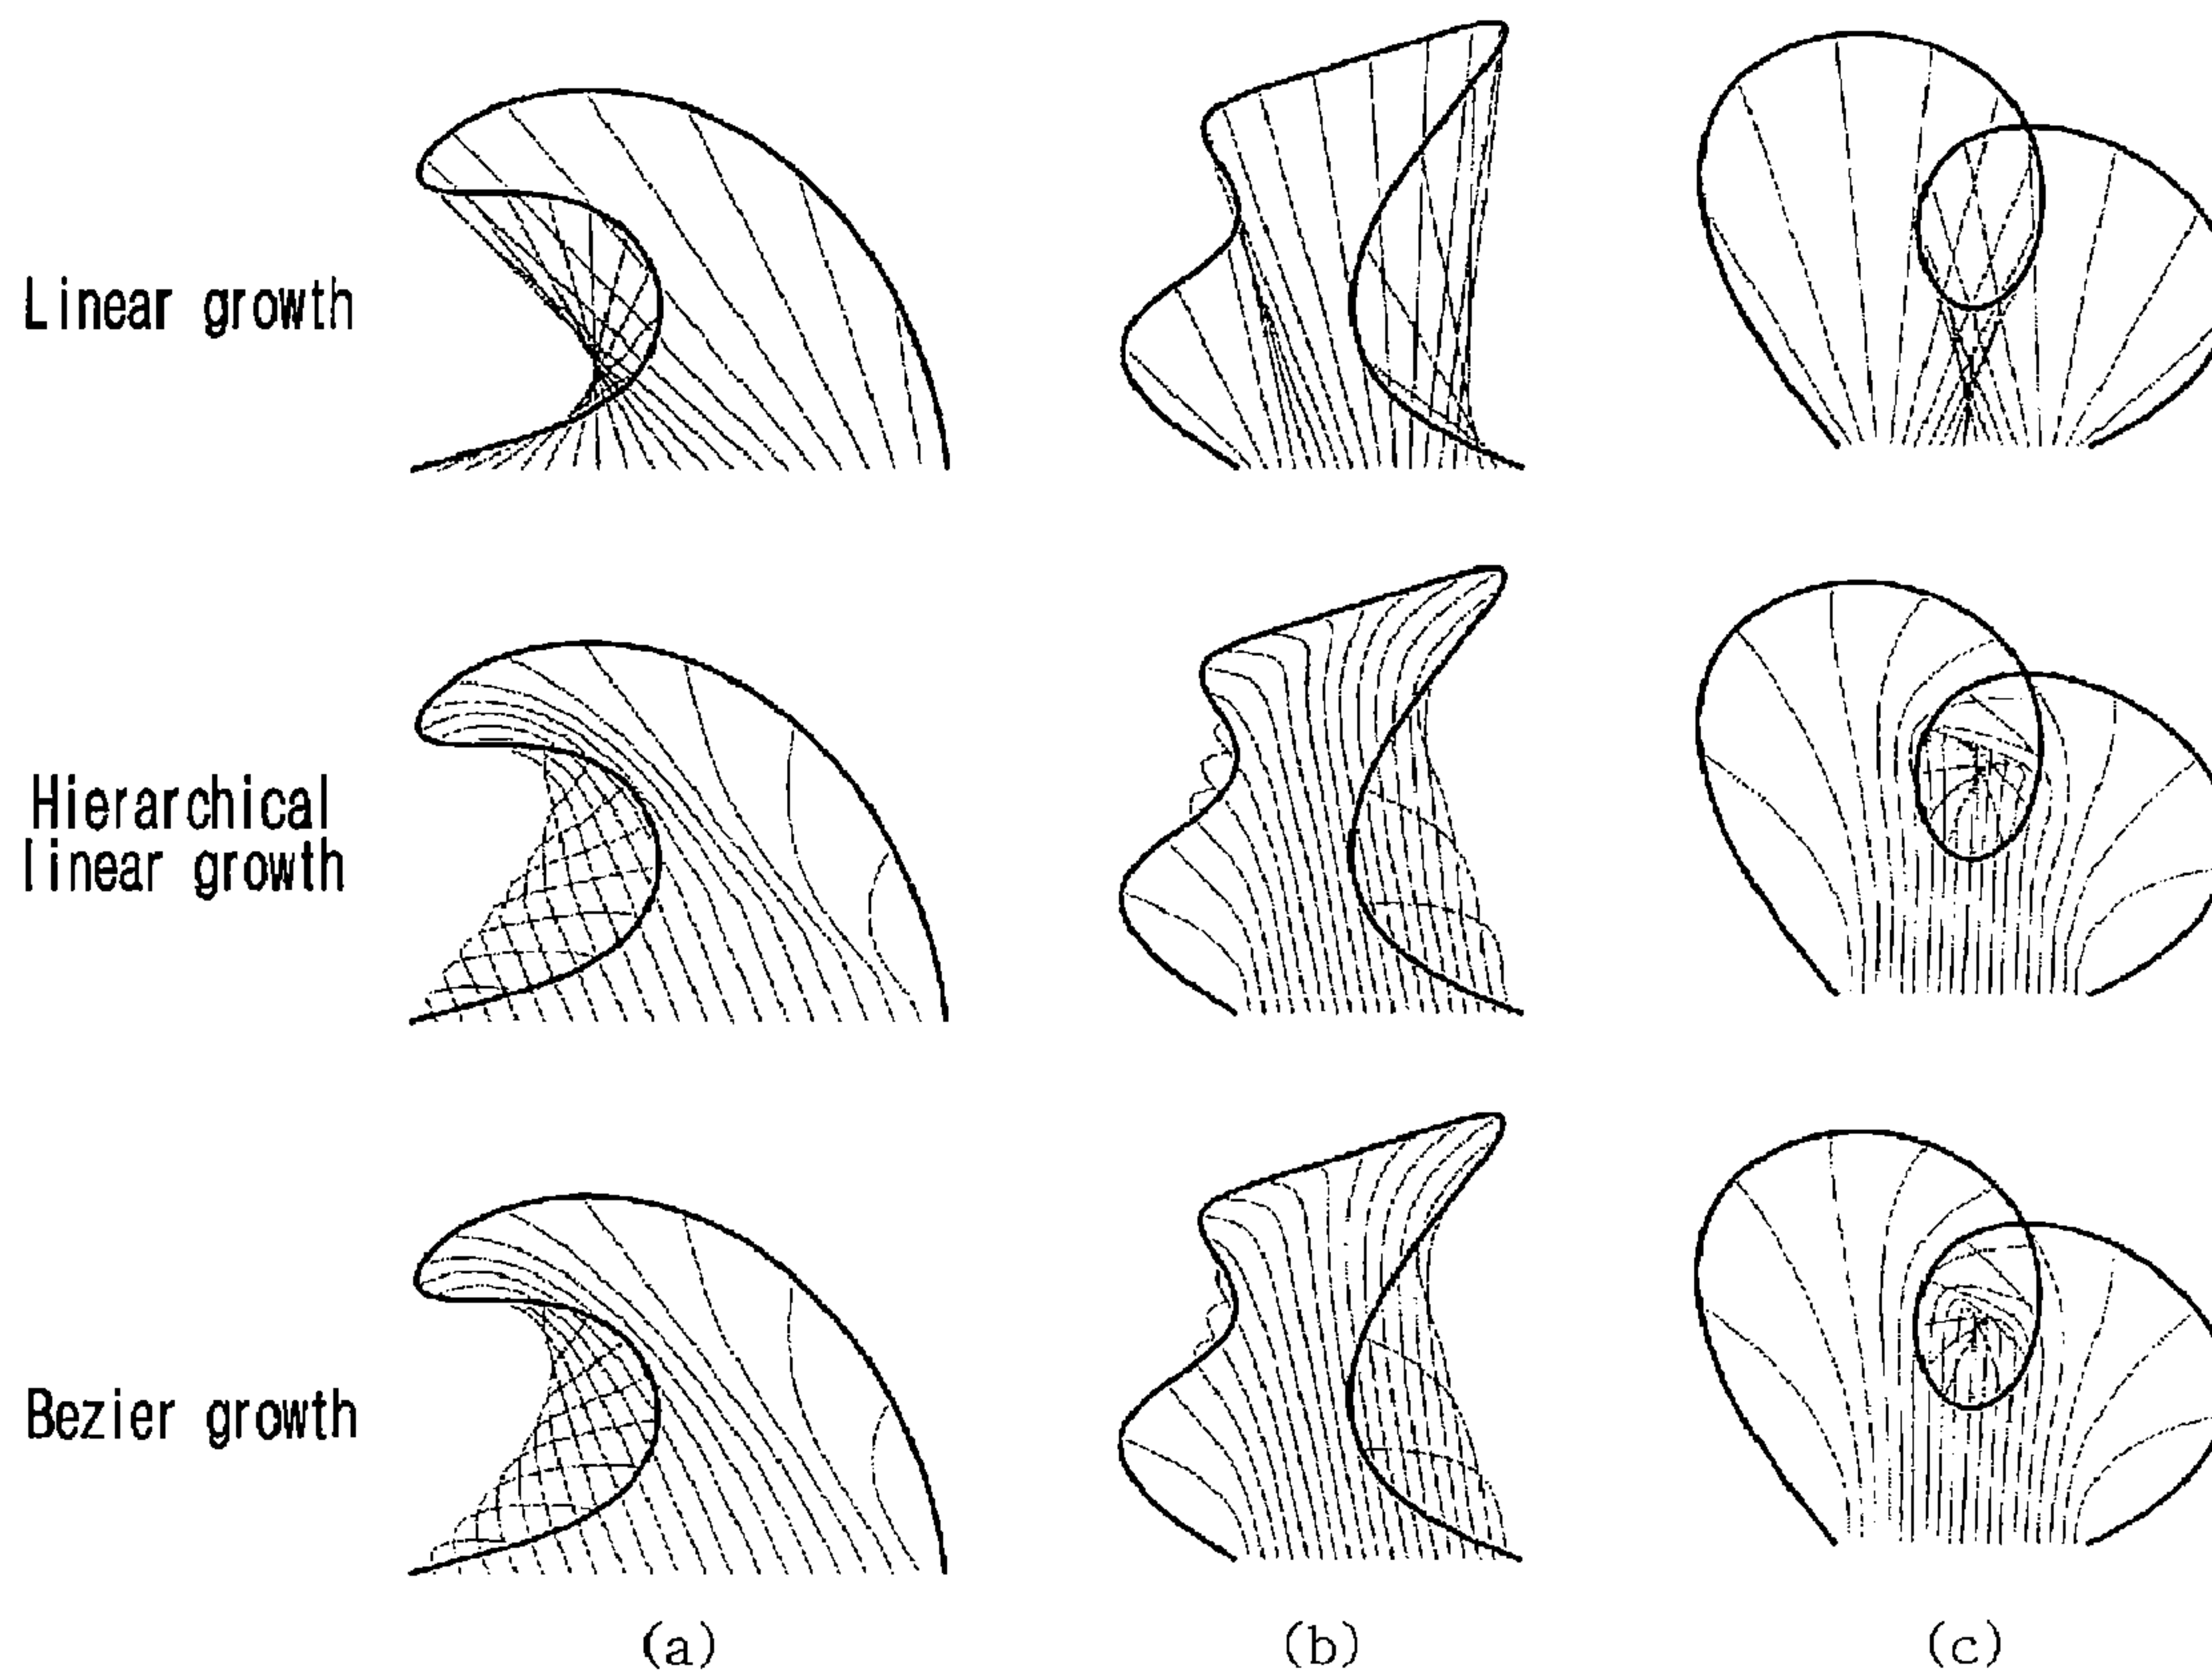 Linear growth
Hierarchical
linear growth
Bezier growth
(a)
(b)
(c)